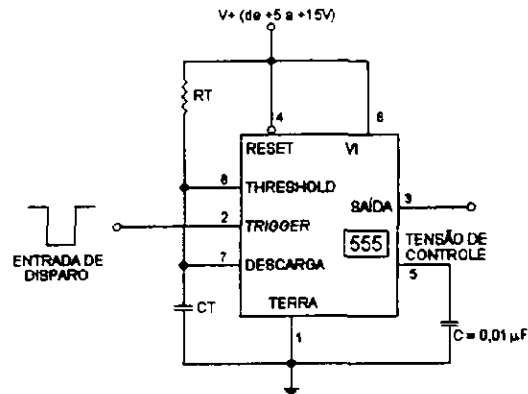 V+ (de +5 a +15V)
RT
4
8
RESET
VI
6
THRESHOLD
SAÍDA
3
2
TRIGGER
555
TENSÃO DE
CONTROLE
ENTRADA DE
DISPARO
7
DESCARGA
5
CT
TERRA
1
C = 0,01 µF